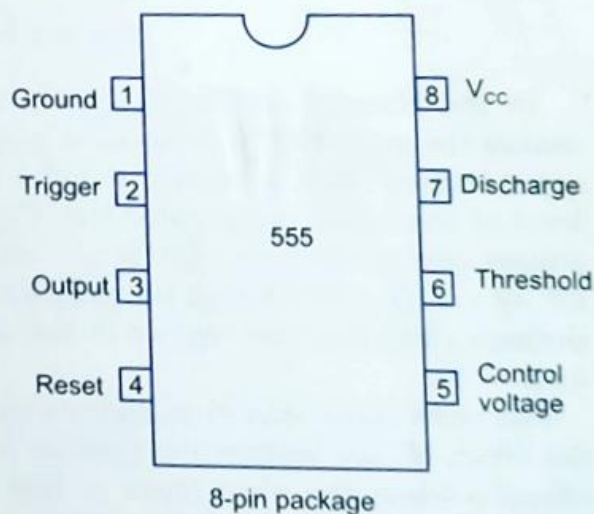 Ground 1
8 V_CC
Trigger 2
7 Discharge
555
Output 3
6 Threshold
Reset 4
5 Control
voltage
8-pin package